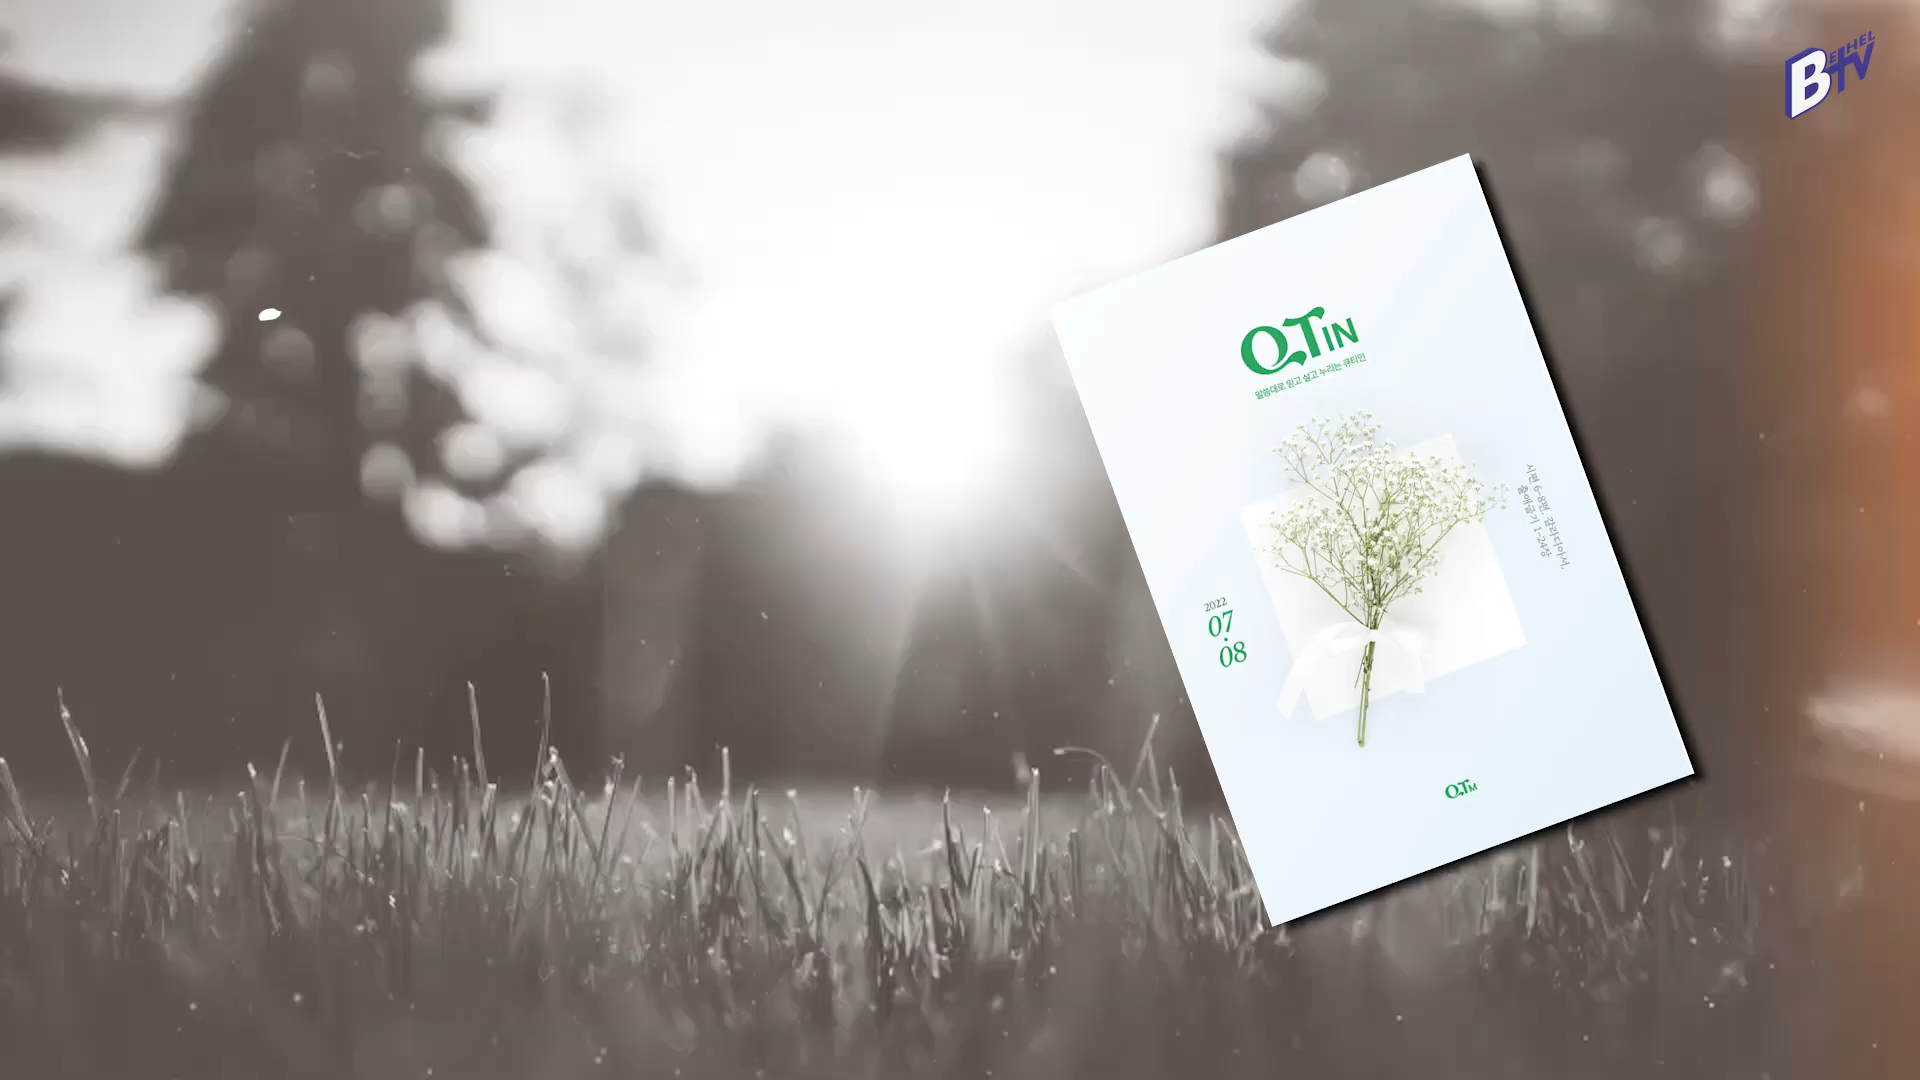 BETHEL
TV
QTIN
말씀대로 믿고 살고 누리는 큐티인
시편 6-8편, 갈라디아서,
출애굽기 1-24장
2022
07
08
QTM